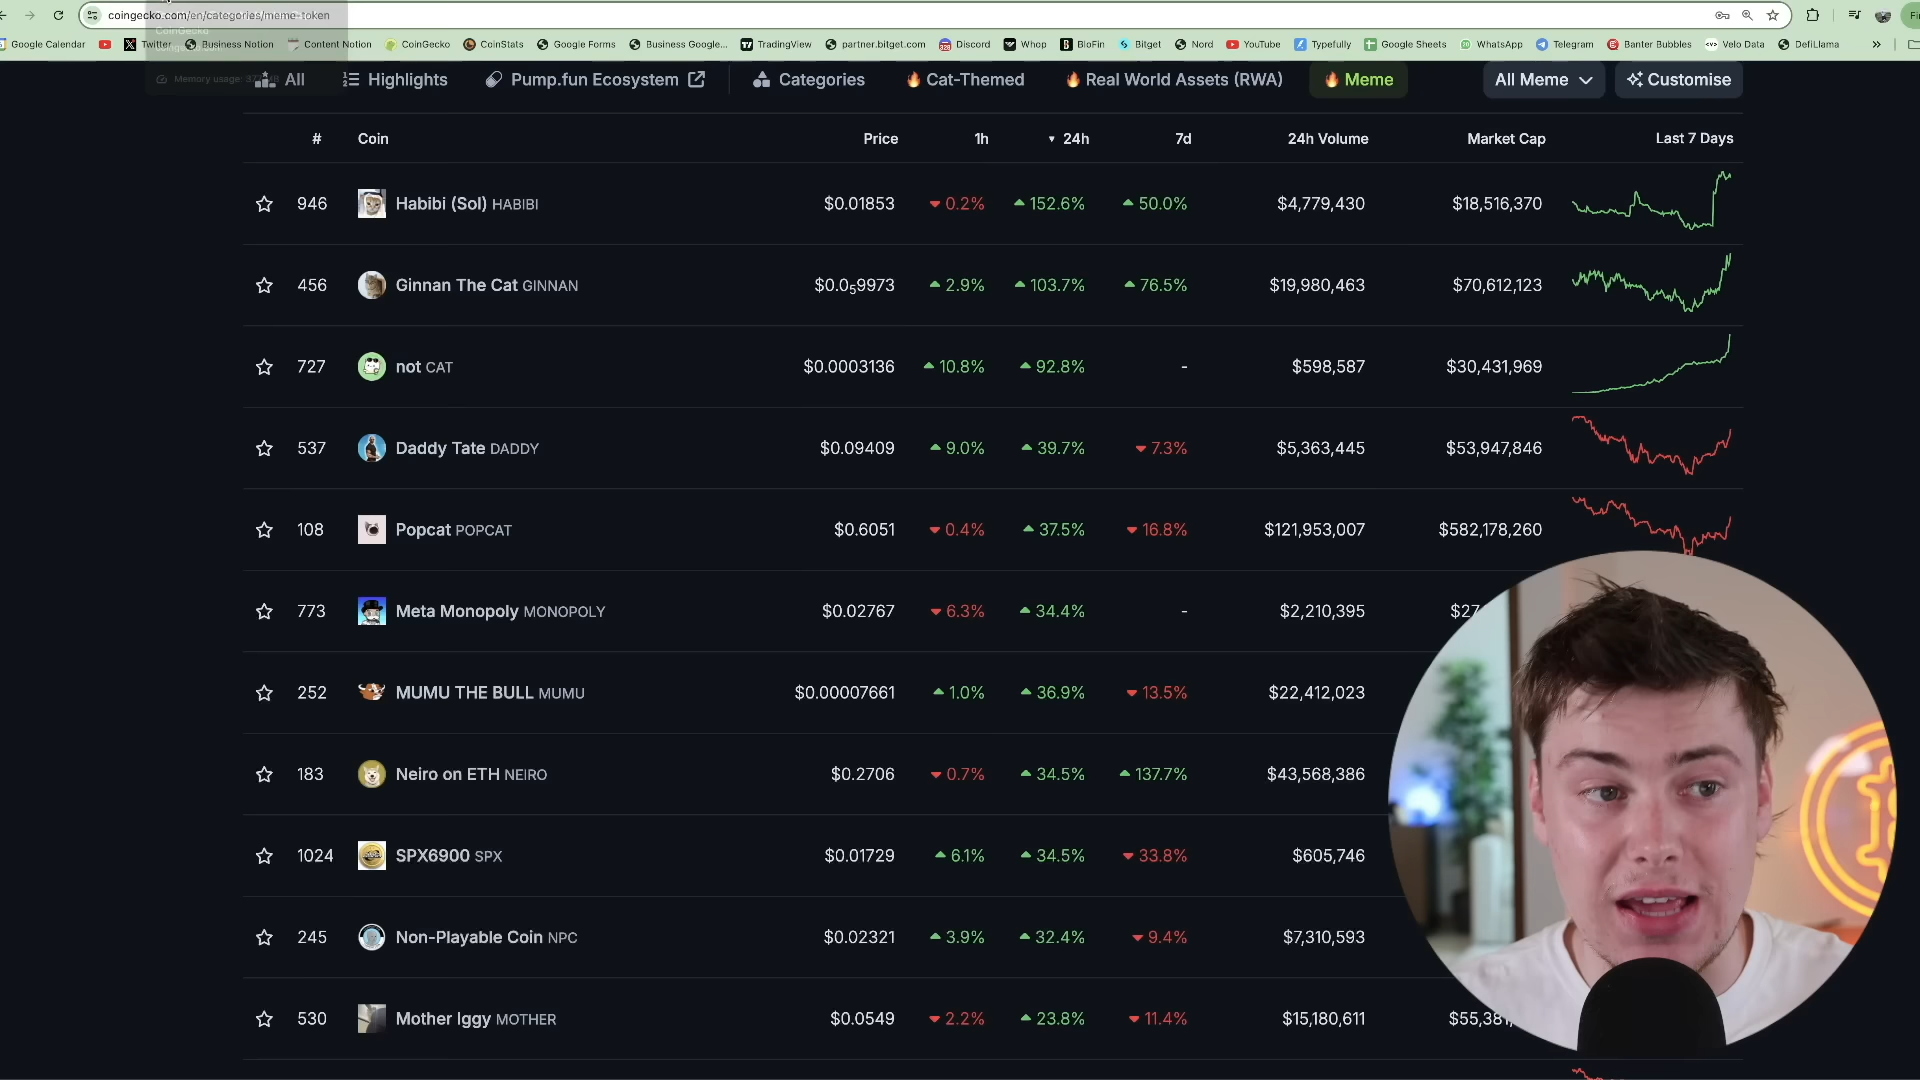 coingecko.com/en/categories/meme-token
Google Calendar Twitter Business Notion Content Notion CoinGecko CoinStats Google Forms Business Google... TradingView partner.bitget.com Discord Whop BloFin Bitget Nord YouTube Typefully Google Sheets WhatsApp Telegram Banter Bubbles Velo Data DefiLlama »
All Highlights Pump.fun Ecosystem Categories Cat-Themed Real World Assets (RWA) Meme All Meme Customise
# Coin Price 1h 24h 7d 24h Volume Market Cap Last 7 Days
946 Habibi (Sol) HABIBI $0.01853 0.2% 152.6% 50.0% $4,779,430 $18,516,370
456 Ginnan The Cat GINNAN $0.0₅9973 2.9% 103.7% 76.5% $19,980,463 $70,612,123
727 not CAT $0.0003136 10.8% 92.8% - $598,587 $30,431,969
537 Daddy Tate DADDY $0.09409 9.0% 39.7% 7.3% $5,363,445 $53,947,846
108 Popcat POPCAT $0.6051 0.4% 37.5% 16.8% $121,953,007 $582,178,260
773 Meta Monopoly MONOPOLY $0.02767 6.3% 34.4% - $2,210,395
252 MUMU THE BULL MUMU $0.00007661 1.0% 36.9% 13.5% $22,412,023
183 Neiro on ETH NEIRO $0.2706 0.7% 34.5% 137.7% $43,568,386
1024 SPX6900 SPX $0.01729 6.1% 34.5% 33.8% $605,746
245 Non-Playable Coin NPC $0.02321 3.9% 32.4% 9.4% $7,310,593
530 Mother Iggy MOTHER $0.0549 2.2% 23.8% 11.4% $15,180,611